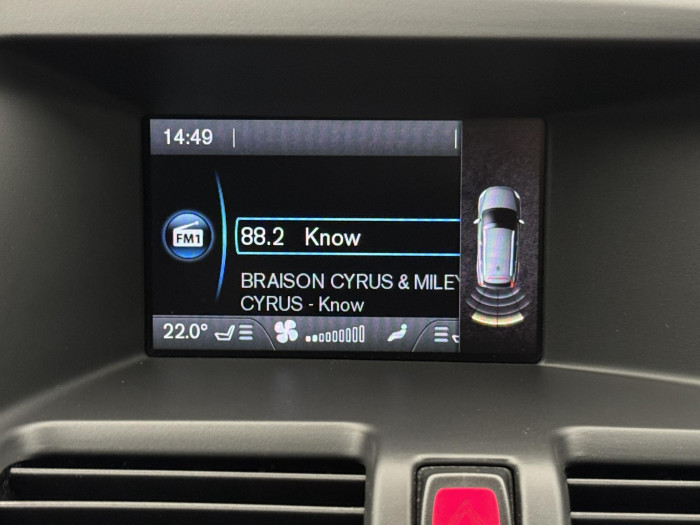 14:49
FM1
88.2 Know
BRAISON CYRUS & MILEY
CYRUS - Know
22.0°